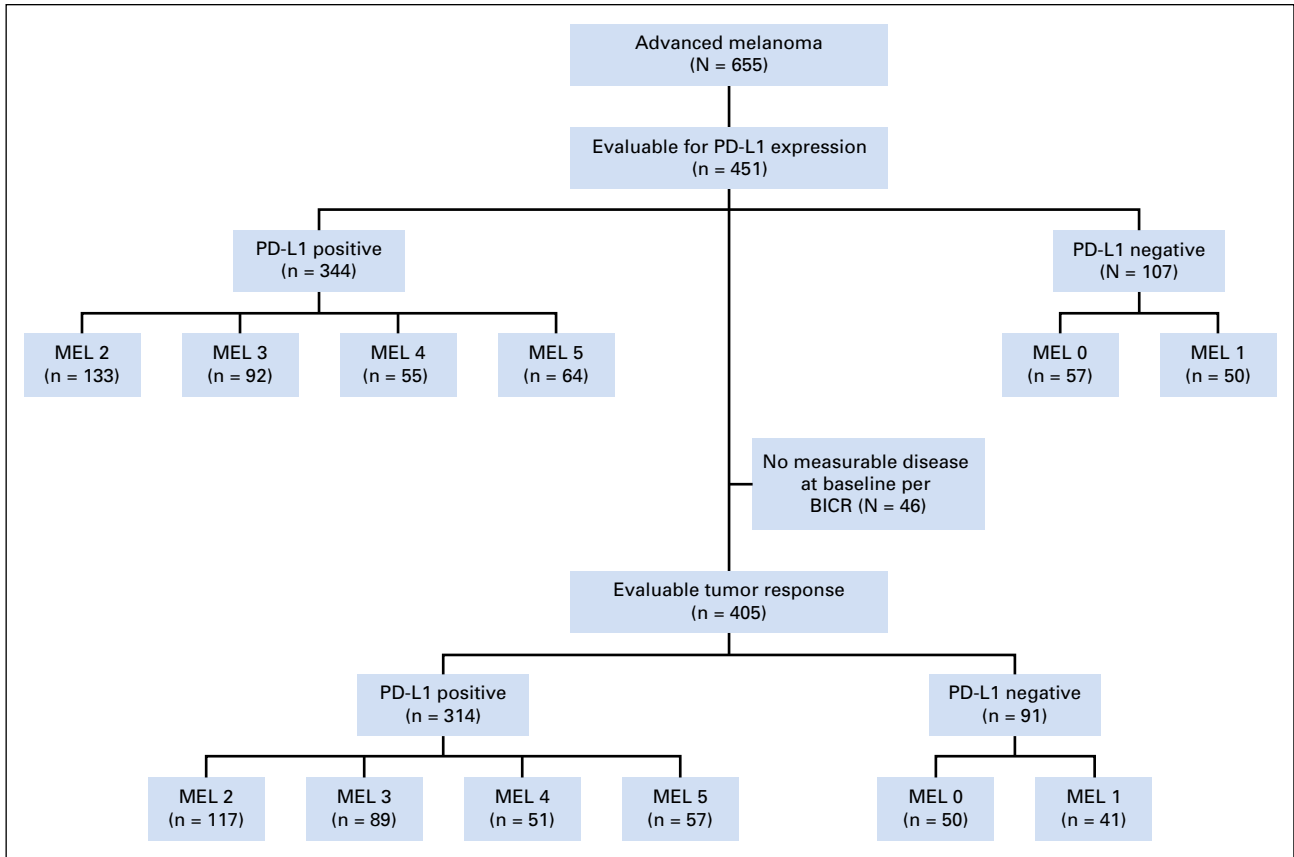 Advanced melanoma
(N = 655)
Evaluable for PD-L1 expression
(n = 451)
PD-L1 positive
(n = 344)
PD-L1 negative
(N = 107)
MEL 2
(n = 133)
MEL 3
(n = 92)
MEL 4
(n = 55)
MEL 5
(n = 64)
MEL 0
(n = 57)
MEL 1
(n = 50)
No measurable disease
at baseline per
BICR (N = 46)
Evaluable tumor response
(n = 405)
PD-L1 positive
(n = 314)
PD-L1 negative
(n = 91)
MEL 2
(n = 117)
MEL 3
(n = 89)
MEL 4
(n = 51)
MEL 5
(n = 57)
MEL 0
(n = 50)
MEL 1
(n = 41)